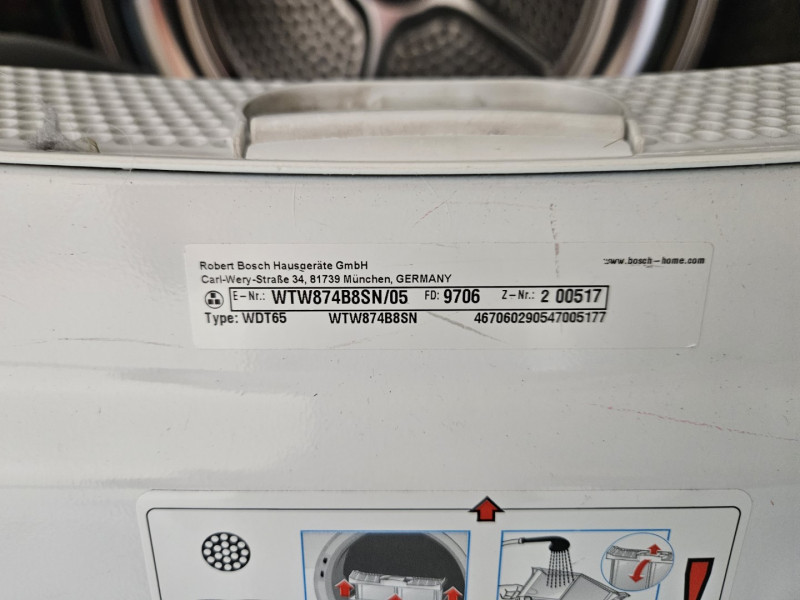 Robert Bosch Hausgeräte GmbH
www.bosch-home.com
Carl-Wery-Straße 34, 81739 München, GERMANY
E-Nr.: WTW874B8SN/05 FD: 9706 Z-Nr.: 2 00517
Type: WDT65 WTW874B8SN 467060290547005177